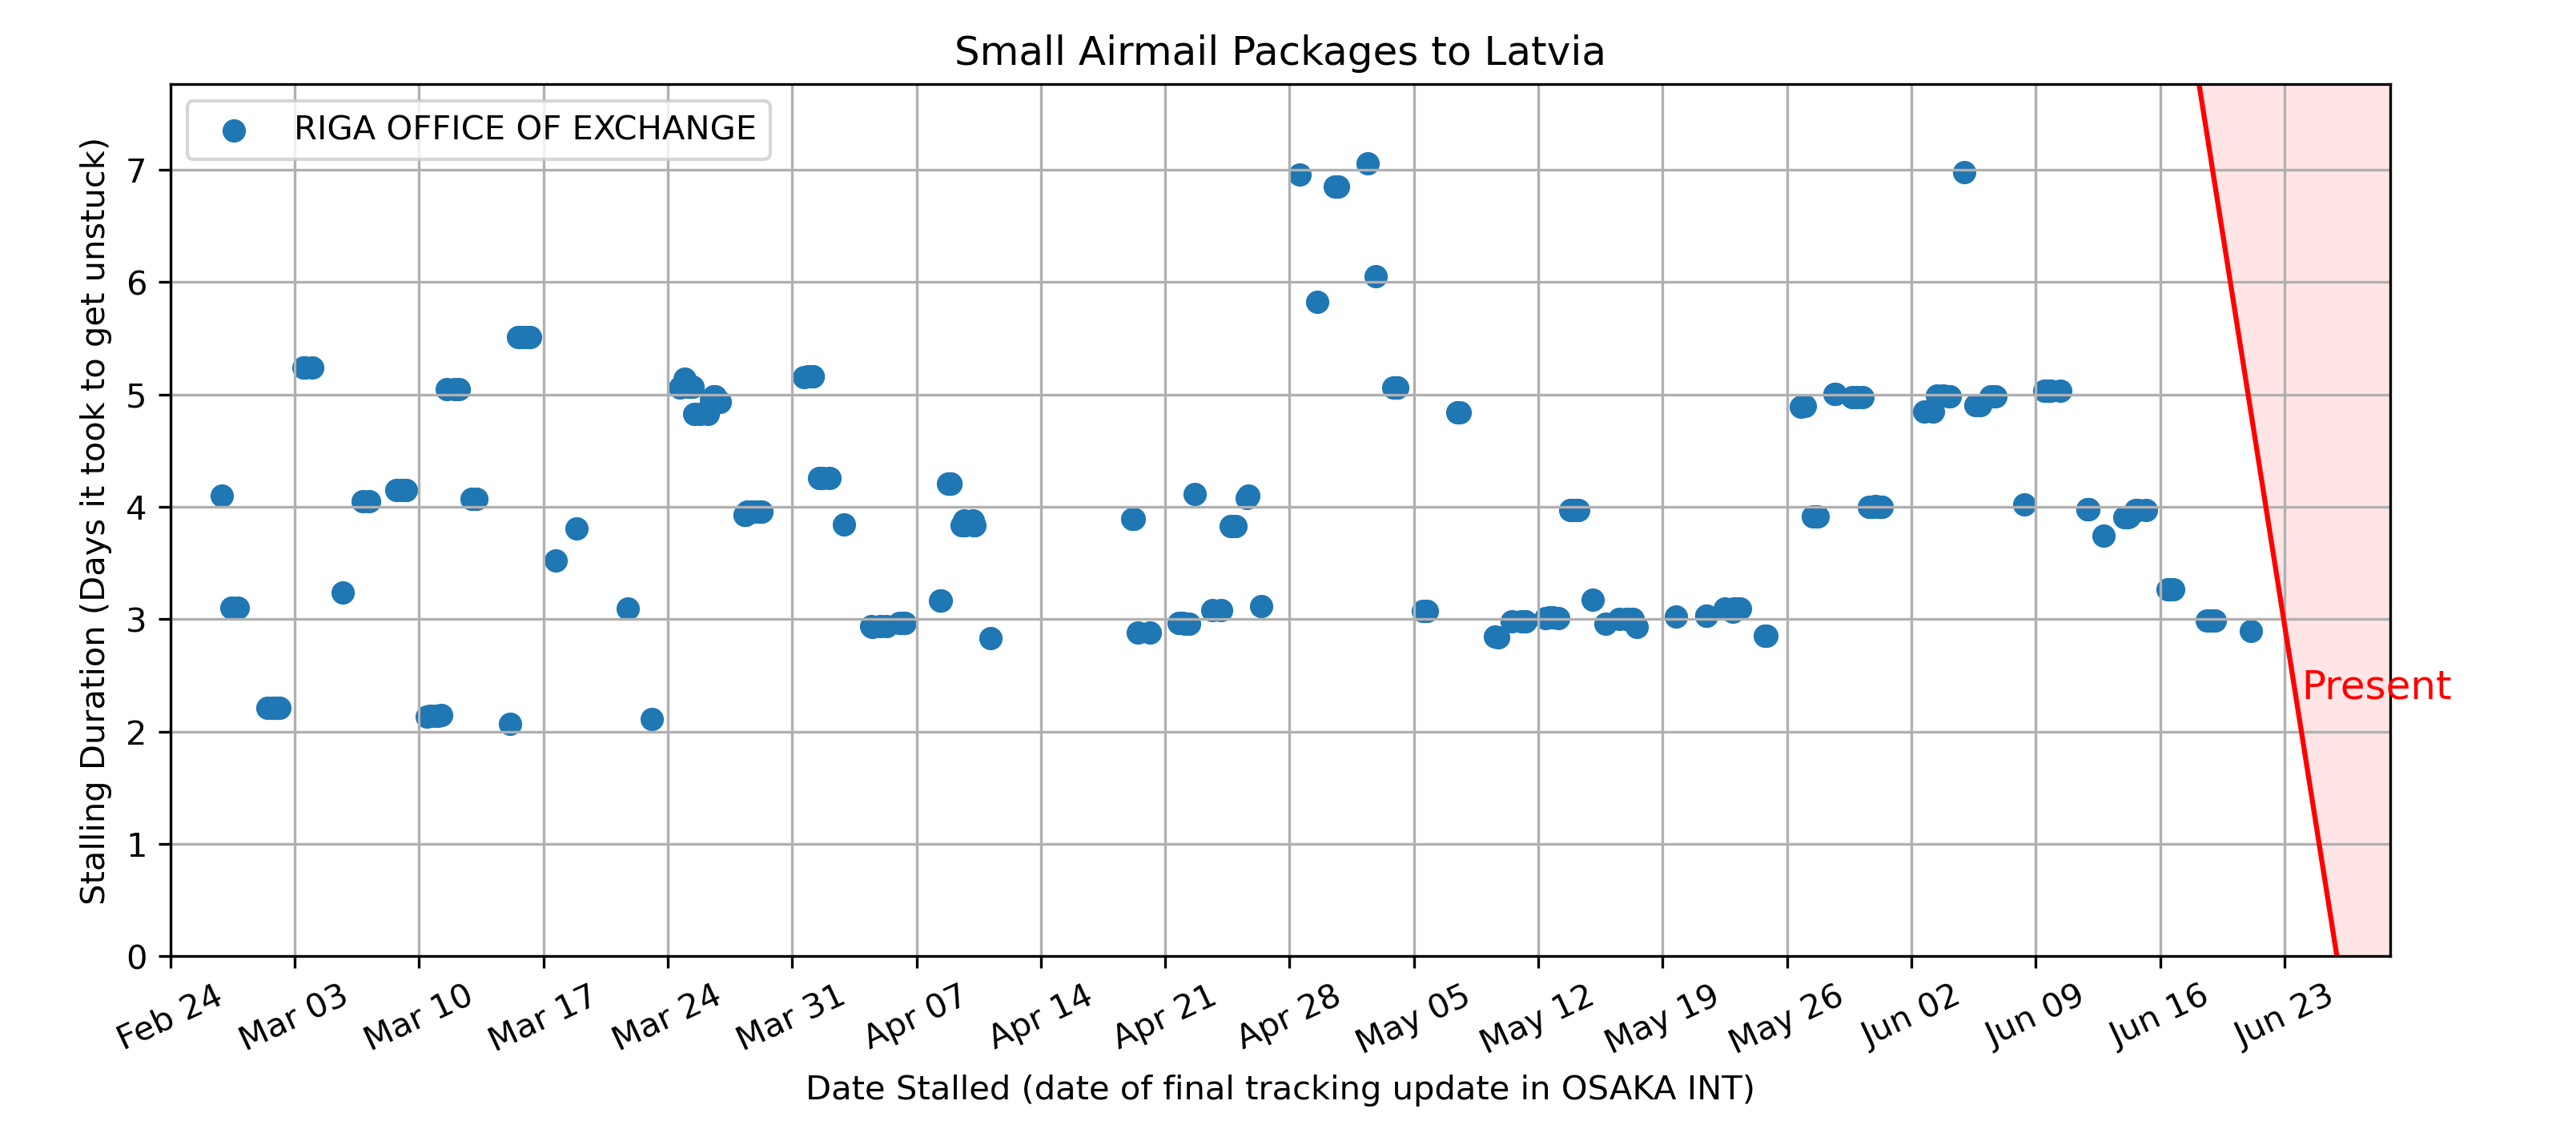 Small Airmail Packages to Latvia
RIGA OFFICE OF EXCHANGE
Stalling Duration (Days it took to get unstuck)
7
6
5
4
3
2
1
0
Present
Feb 24
Mar 03
Mar 10
Mar 17
Mar 24
Mar 31
Apr 07
Apr 14
Apr 21
Apr 28
May 05
May 12
May 19
May 26
Jun 02
Jun 09
Jun 16
Jun 23
Date Stalled (date of final tracking update in OSAKA INT)